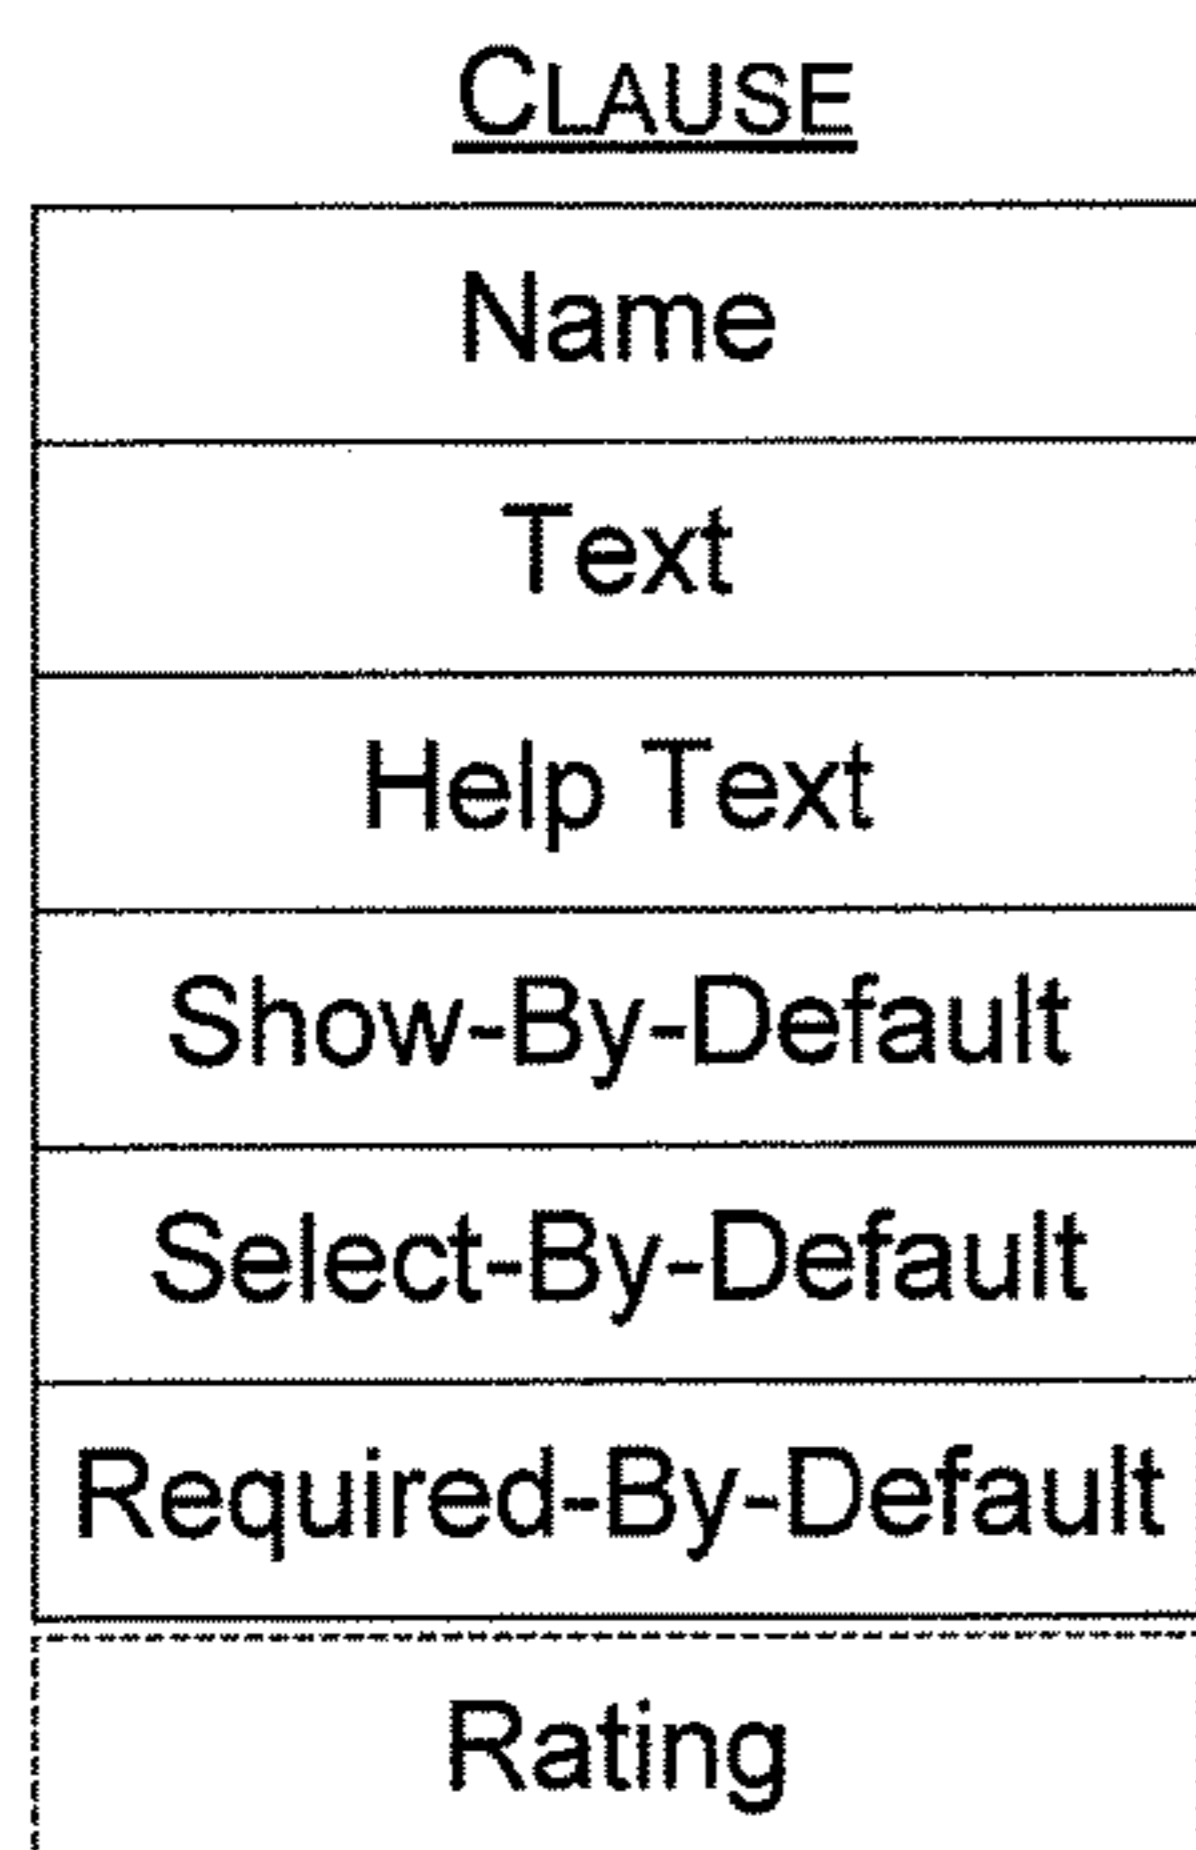 CLAUSE
Name
Text
Help Text
Show-By-Default
Select-By-Default
Required-By-Default
Rating